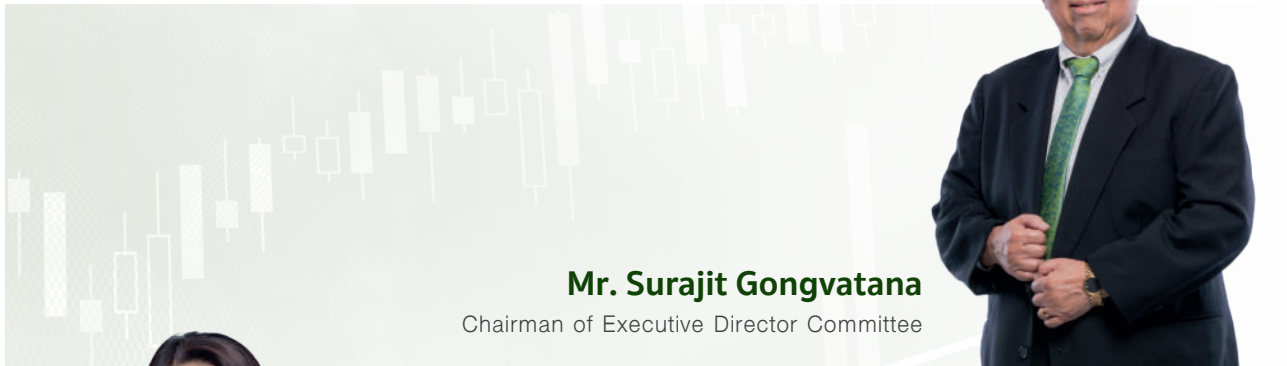 Mr. Surajit Gongvatana
Chairman of Executive Director Committee